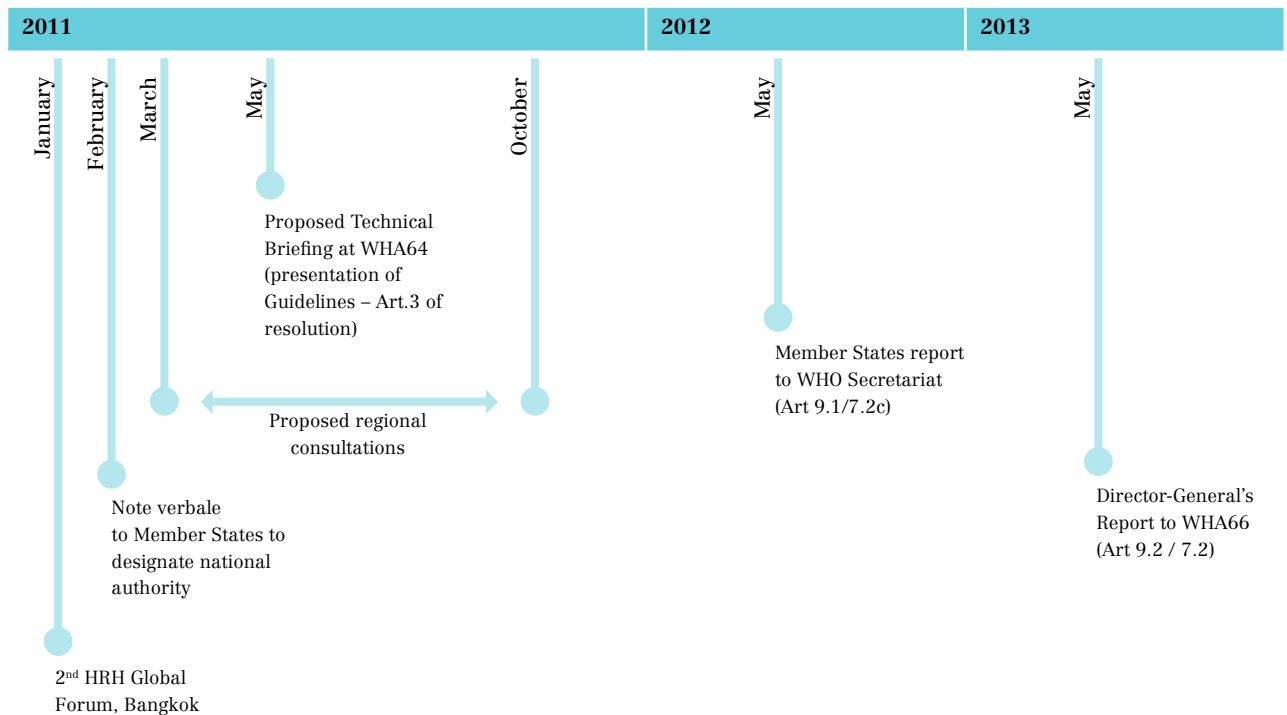 2011
2012
2013
January
February
March
May
October
May
May
Proposed Technical
Briefing at WHA64
(presentation of
Guidelines – Art.3 of
resolution)
Member States report
to WHO Secretariat
(Art 9.1/7.2c)
Proposed regional
consultations
Director-General's
Report to WHA66
(Art 9.2 / 7.2)
Note verbale
to Member States to
designate national
authority
2nd HRH Global
Forum, Bangkok